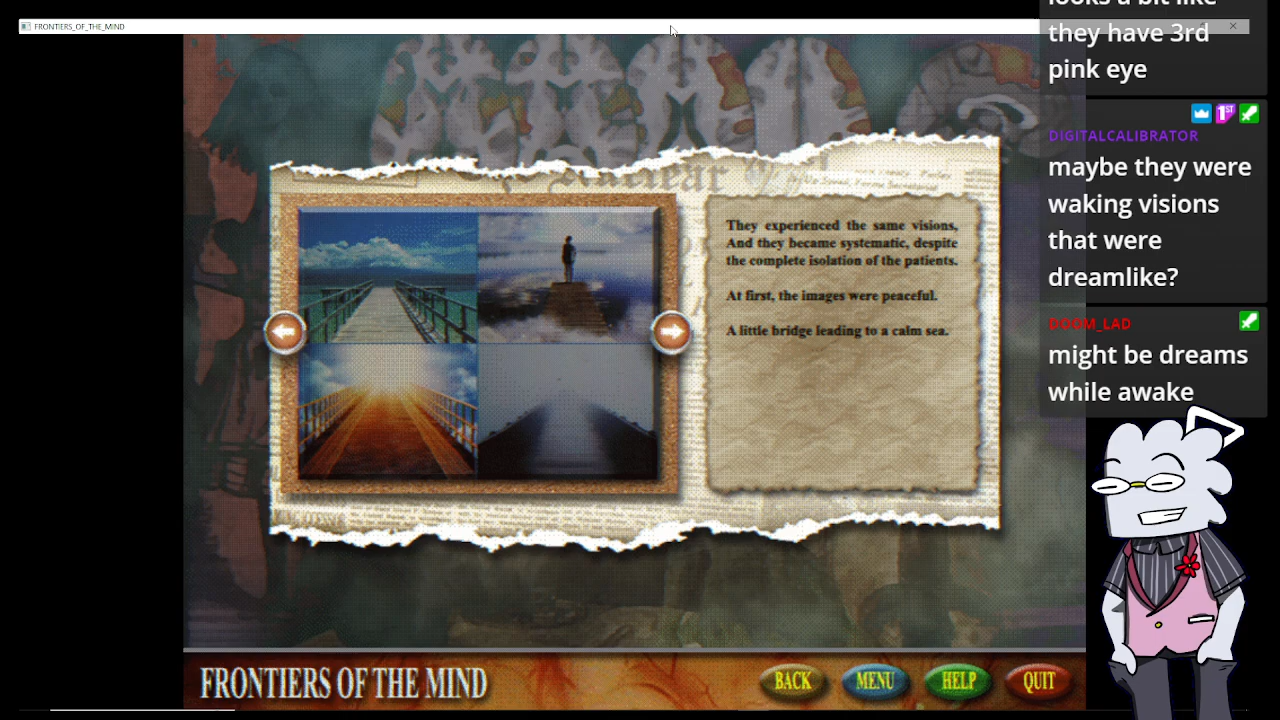 FRONTIERS_OF_THE_MIND
looks a bit like
they have 3rd
pink eye
DIGITALCALIBRATOR
maybe they were
waking visions
that were
dreamlike?
DOOM_LAD
might be dreams
while awake
Nuclear
They experienced the same visions,
And they became systematic, despite
the complete isolation of the patients.
At first, the images were peaceful.
A little bridge leading to a calm sea.
FRONTIERS OF THE MIND
BACK
MENU
HELP
QUIT